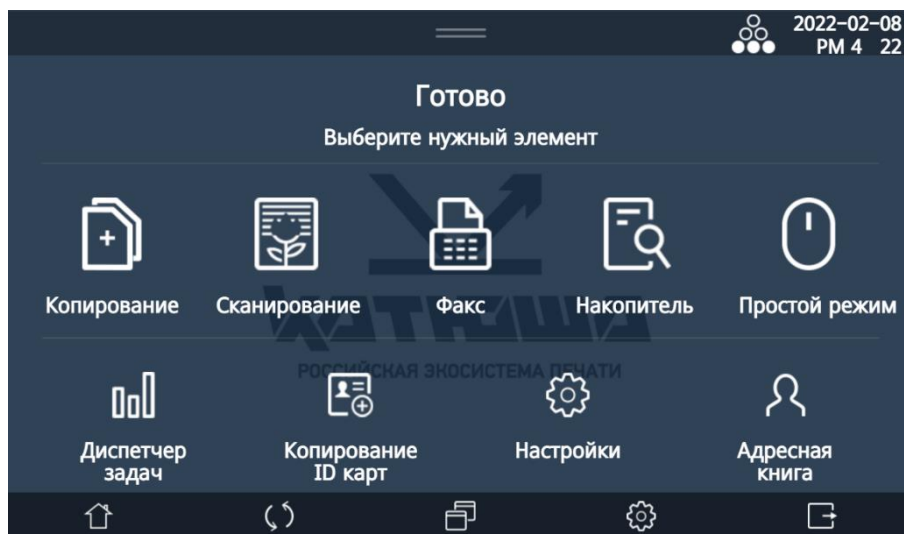 2022-02-08
PM 4 22
Готово
Выберите нужный элемент
Копирование Сканирование Факс Накопитель Простой режим
катюша
РОССИЙСКАЯ ЭКОСИСТЕМА ПЕЧАТИ
Диспетчер задач
Копирование ID карт
Настройки
Адресная книга